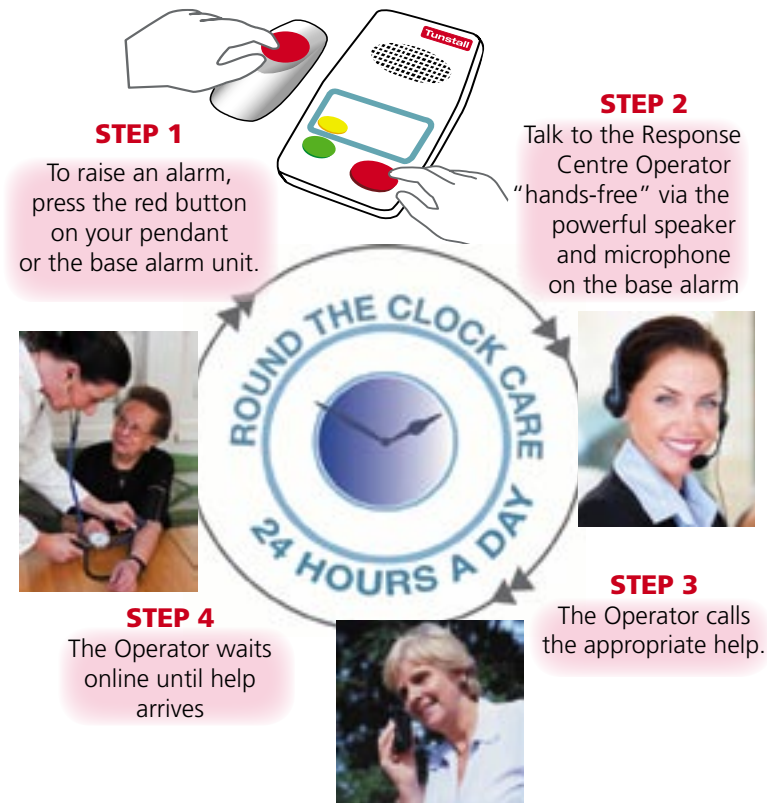 Tunstall
STEP 1
To raise an alarm,
press the red button
on your pendant
or the base alarm unit.
STEP 2
Talk to the Response
Centre Operator
“hands-free” via the
powerful speaker
and microphone
on the base alarm
ROUND THE CLOCK CARE
24 HOURS A DAY
STEP 3
The Operator calls
the appropriate help.
STEP 4
The Operator waits
online until help
arrives